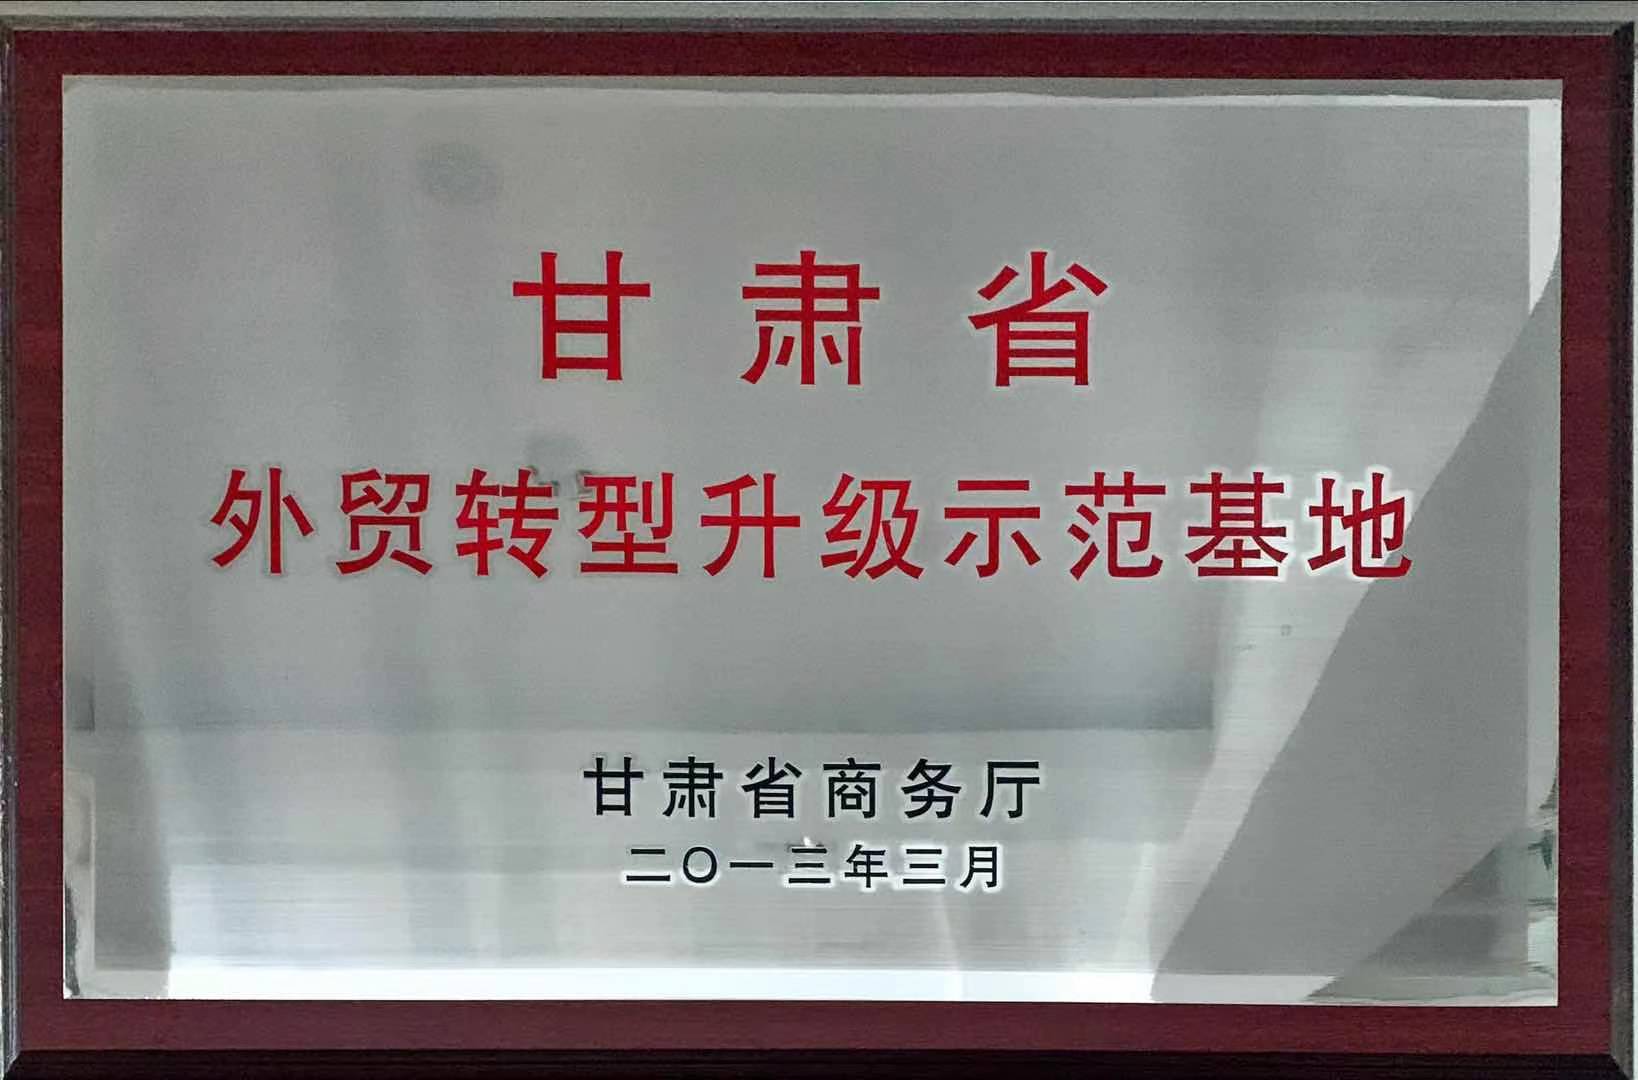 甘肃省
外贸转型升级示范基地
甘肃省商务厅
二〇一三年三月